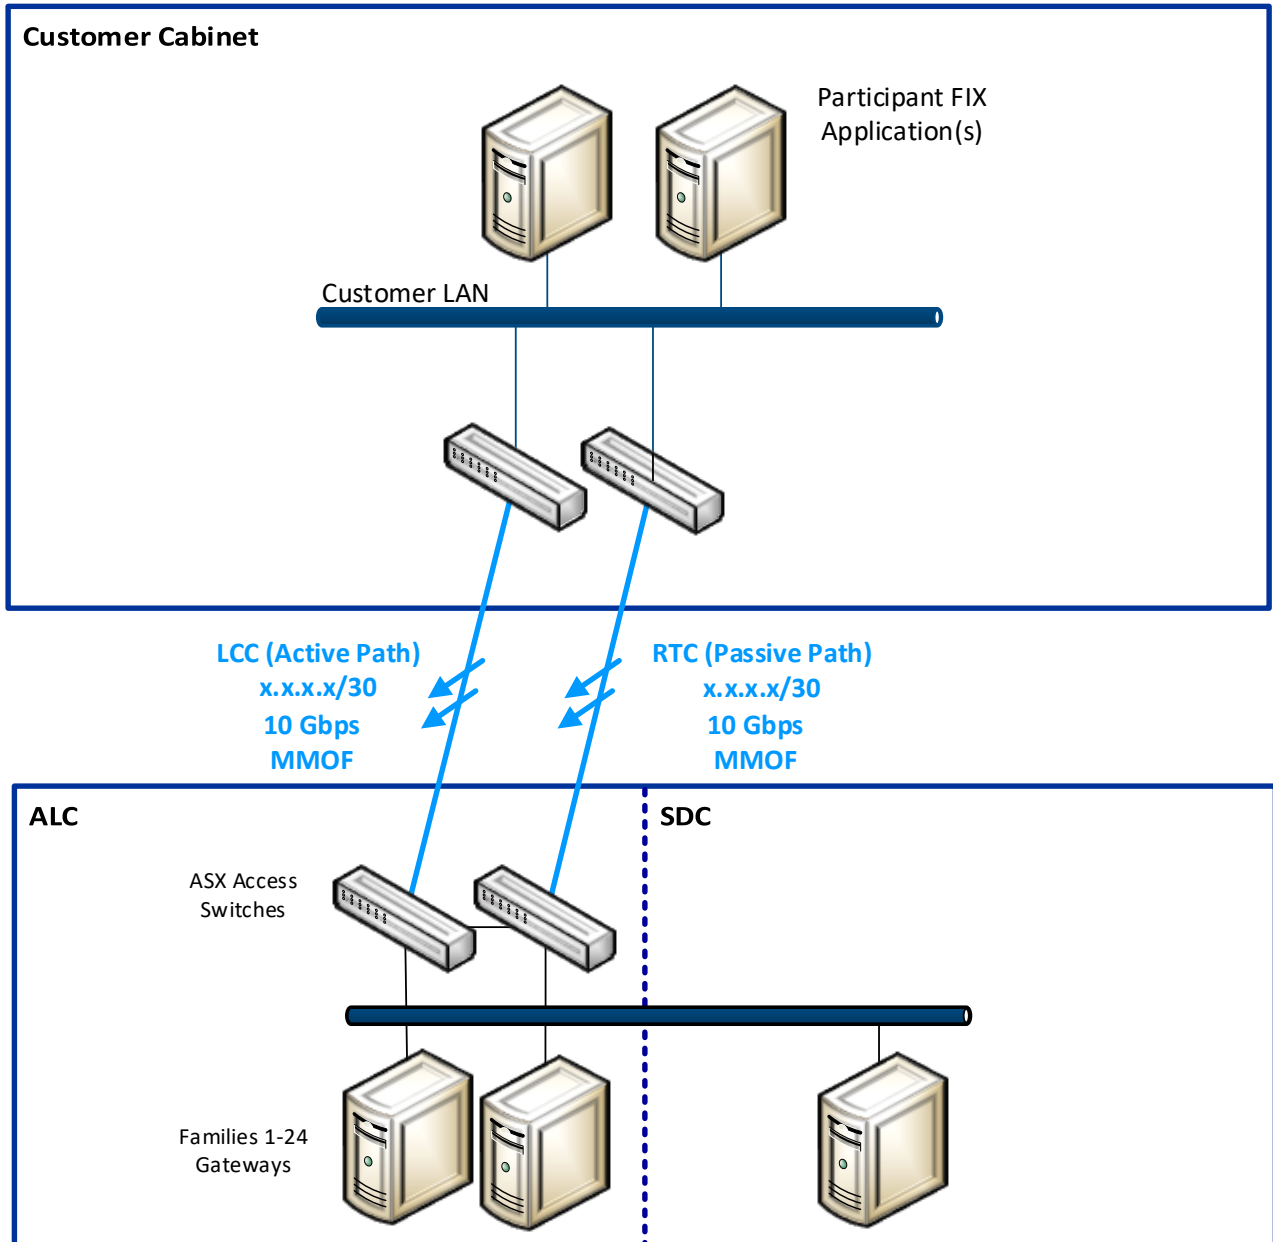 Customer Cabinet
Participant FIX
Application(s)
Customer LAN
LCC (Active Path)
x.x.x.x/30
10 Gbps
MMOF
RTC (Passive Path)
x.x.x.x/30
10 Gbps
MMOF
ALC
SDC
ASX Access
Switches
Families 1-24
Gateways